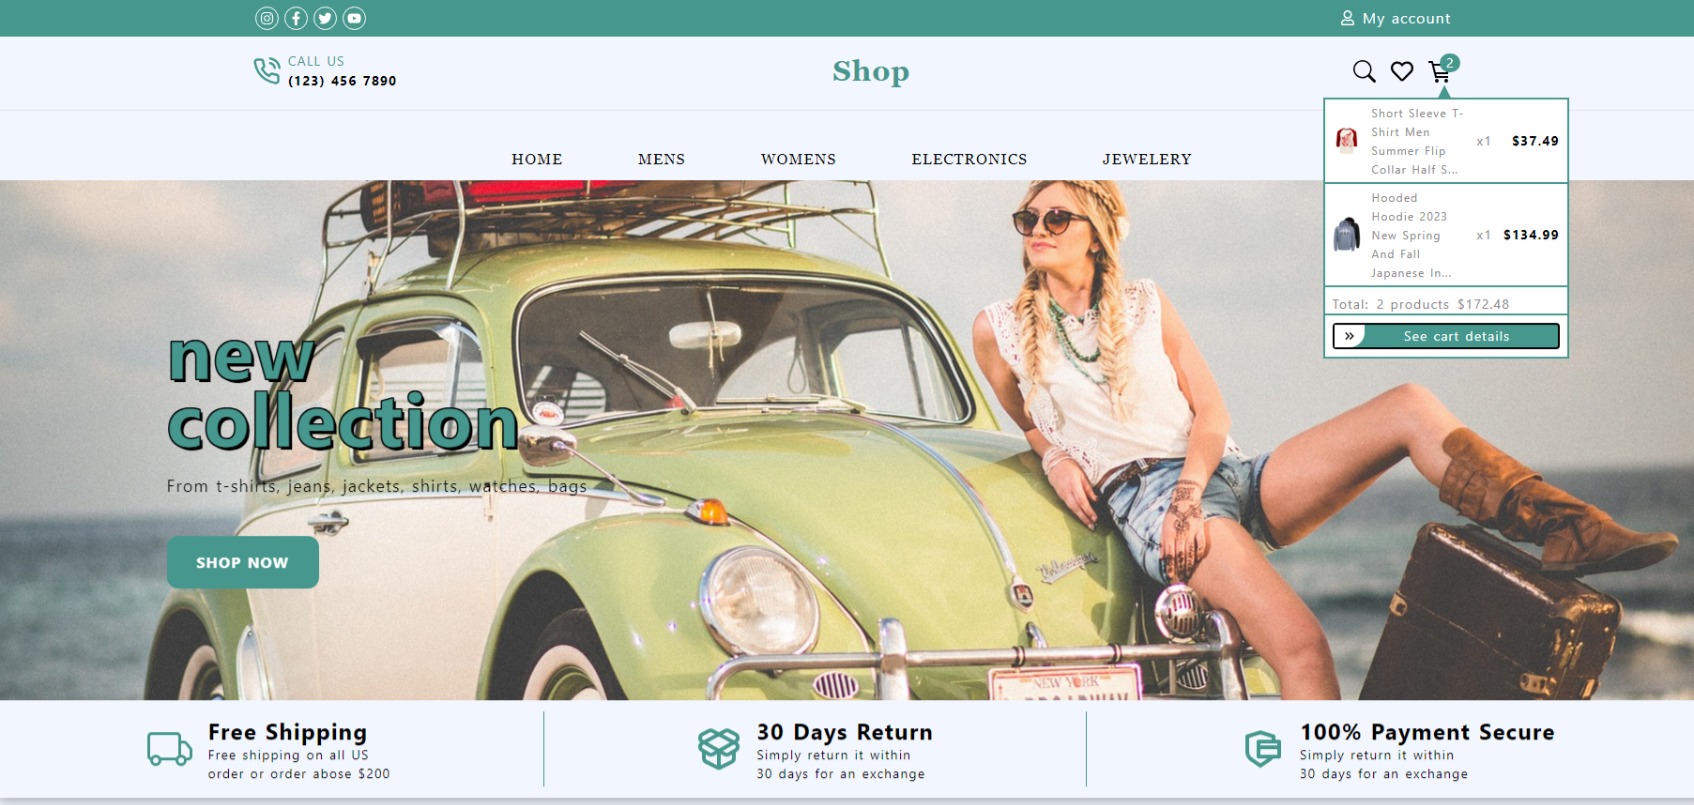 My account
CALL US
(123) 456 7890
Shop
2
HOME MENS WOMENS ELECTRONICS JEWELERY
Short Sleeve T-
Shirt Men
Summer Flip
Collar Half S...
x1 $37.49
Hooded
Hoodie 2023
New Spring
And Fall
Japanese In...
x1 $134.99
Total: 2 products $172.48
» See cart details
new
collection
From t-shirts, jeans, jackets, shirts, watches, bags
SHOP NOW
Volkswagen
NEW YORK
BROADWAY
Free Shipping
Free shipping on all US
order or order abose $200
30 Days Return
Simply return it within
30 days for an exchange
100% Payment Secure
Simply return it within
30 days for an exchange